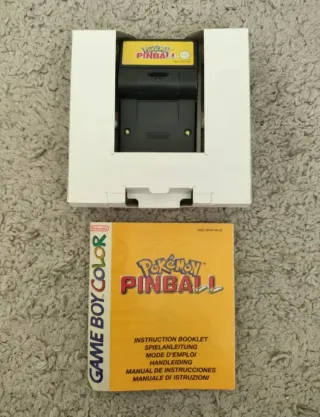 Pokémon
PINBALL
Nintendo
GAME BOY COLOR
Pokémon
PINBALL
INSTRUCTION BOOKLET
SPIELANLEITUNG
MODE D'EMPLOI
HANDLEIDING
MANUAL DE INSTRUCCIONES
MANUALE DI ISTRUZIONI